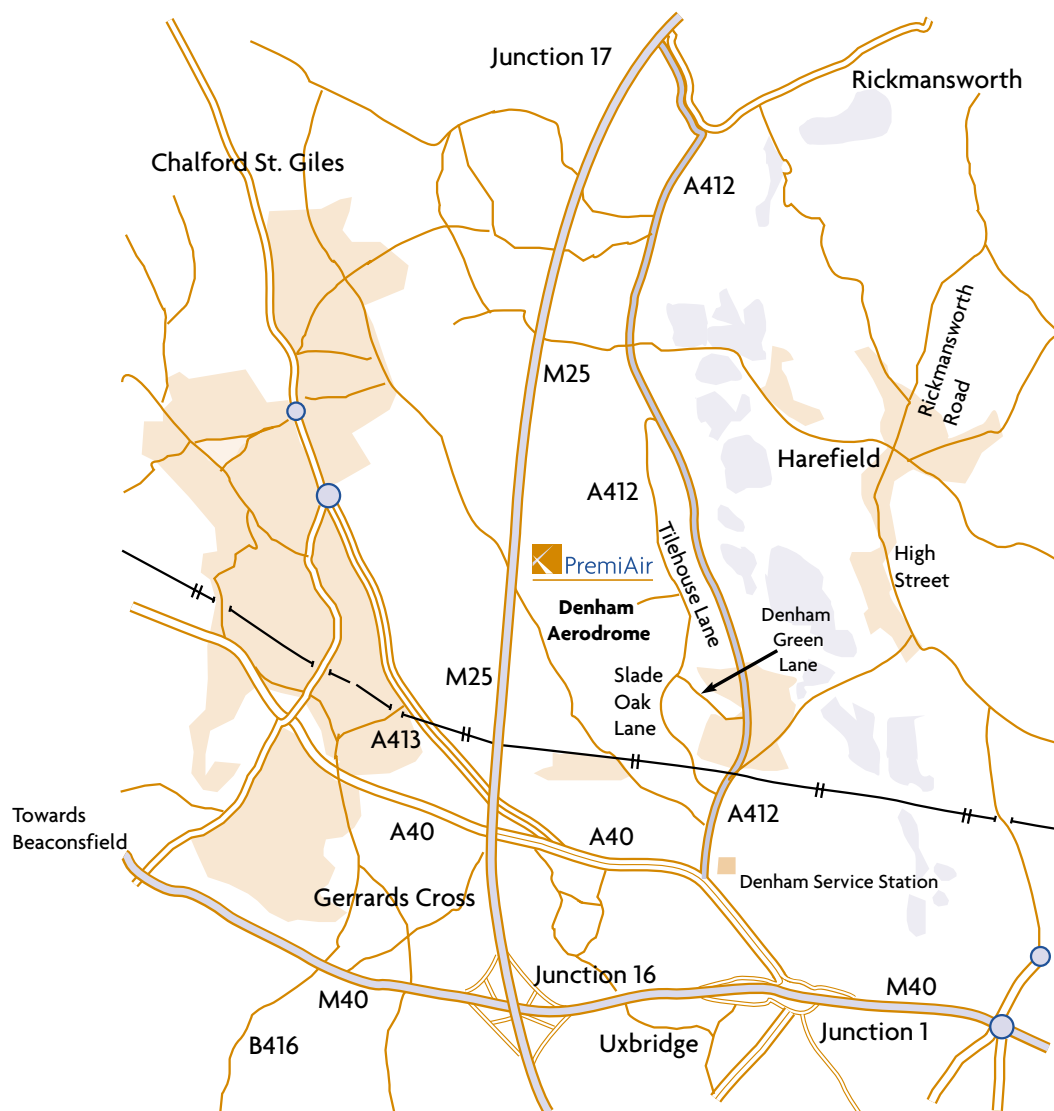 Junction 17
Rickmansworth
Chalford St. Giles
A412
Rickmansworth
Road
M25
Harefield
A412
Tilehouse Lane
High
Street
PremiAir
Denham
Aerodrome
Denham
Green
Lane
Slade
Oak
Lane
M25
A413
Towards
Beaconsfield
A40
A40
A412
Denham Service Station
Gerrards Cross
Junction 16
M40
M40
Junction 1
Uxbridge
B416